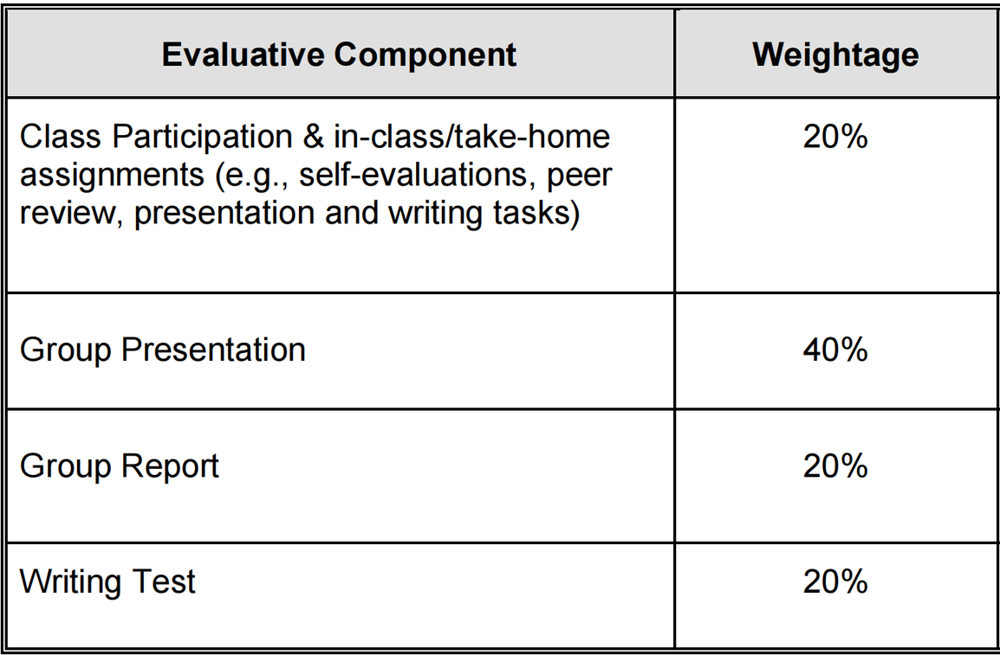 Evaluative Component
Weightage
Class Participation & in-class/take-home
assignments (e.g., self-evaluations, peer
review, presentation and writing tasks)
20%
Group Presentation
40%
Group Report
20%
Writing Test
20%